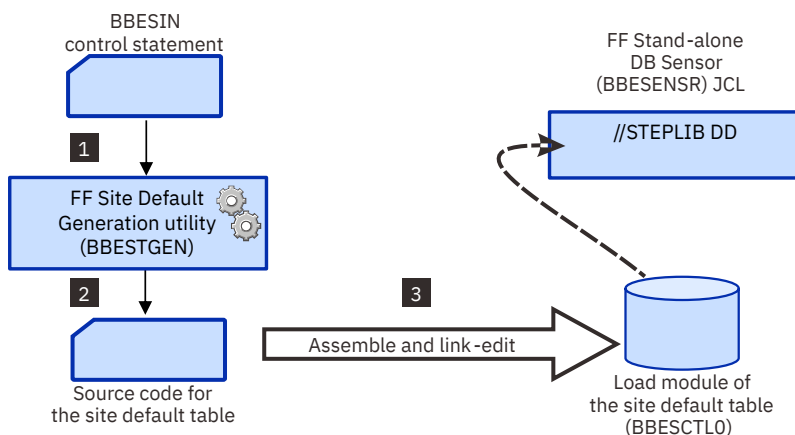 BBESIN
control statement
FF Stand-alone
DB Sensor
(BBESENSR) JCL
//STEPLIB DD
1
FF Site Default
Generation utility
(BBESTGEN)
2
3
Assemble and link-edit
Source code for
the site default table
Load module of
the site default table
(BBESCTL0)